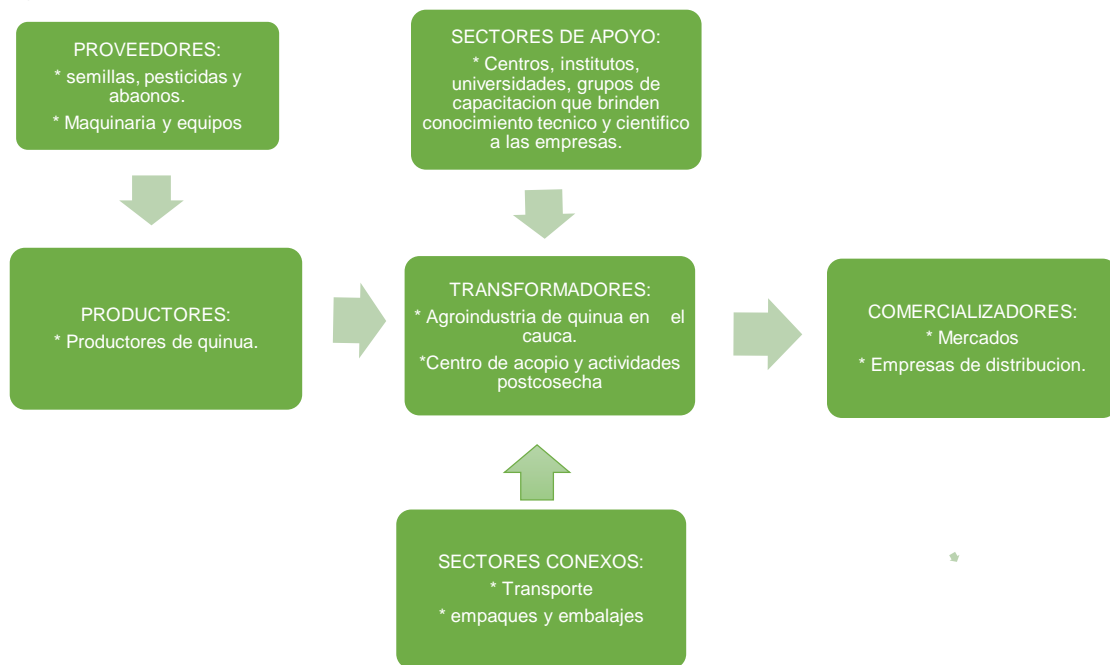 PROVEEDORES:
* semillas, pesticidas y
abaonos.
* Maquinaria y equipos
SECTORES DE APOYO:
* Centros, institutos,
universidades, grupos de
capacitacion que brinden
conocimiento tecnico y cientifico
a las empresas.
PRODUCTORES:
* Productores de quinua.
TRANSFORMADORES:
* Agroindustria de quinua en el
cauca.
*Centro de acopio y actividades
postcosecha
COMERCIALIZADORES:
* Mercados
* Empresas de distribucion.
SECTORES CONEXOS:
* Transporte
* empaques y embalajes